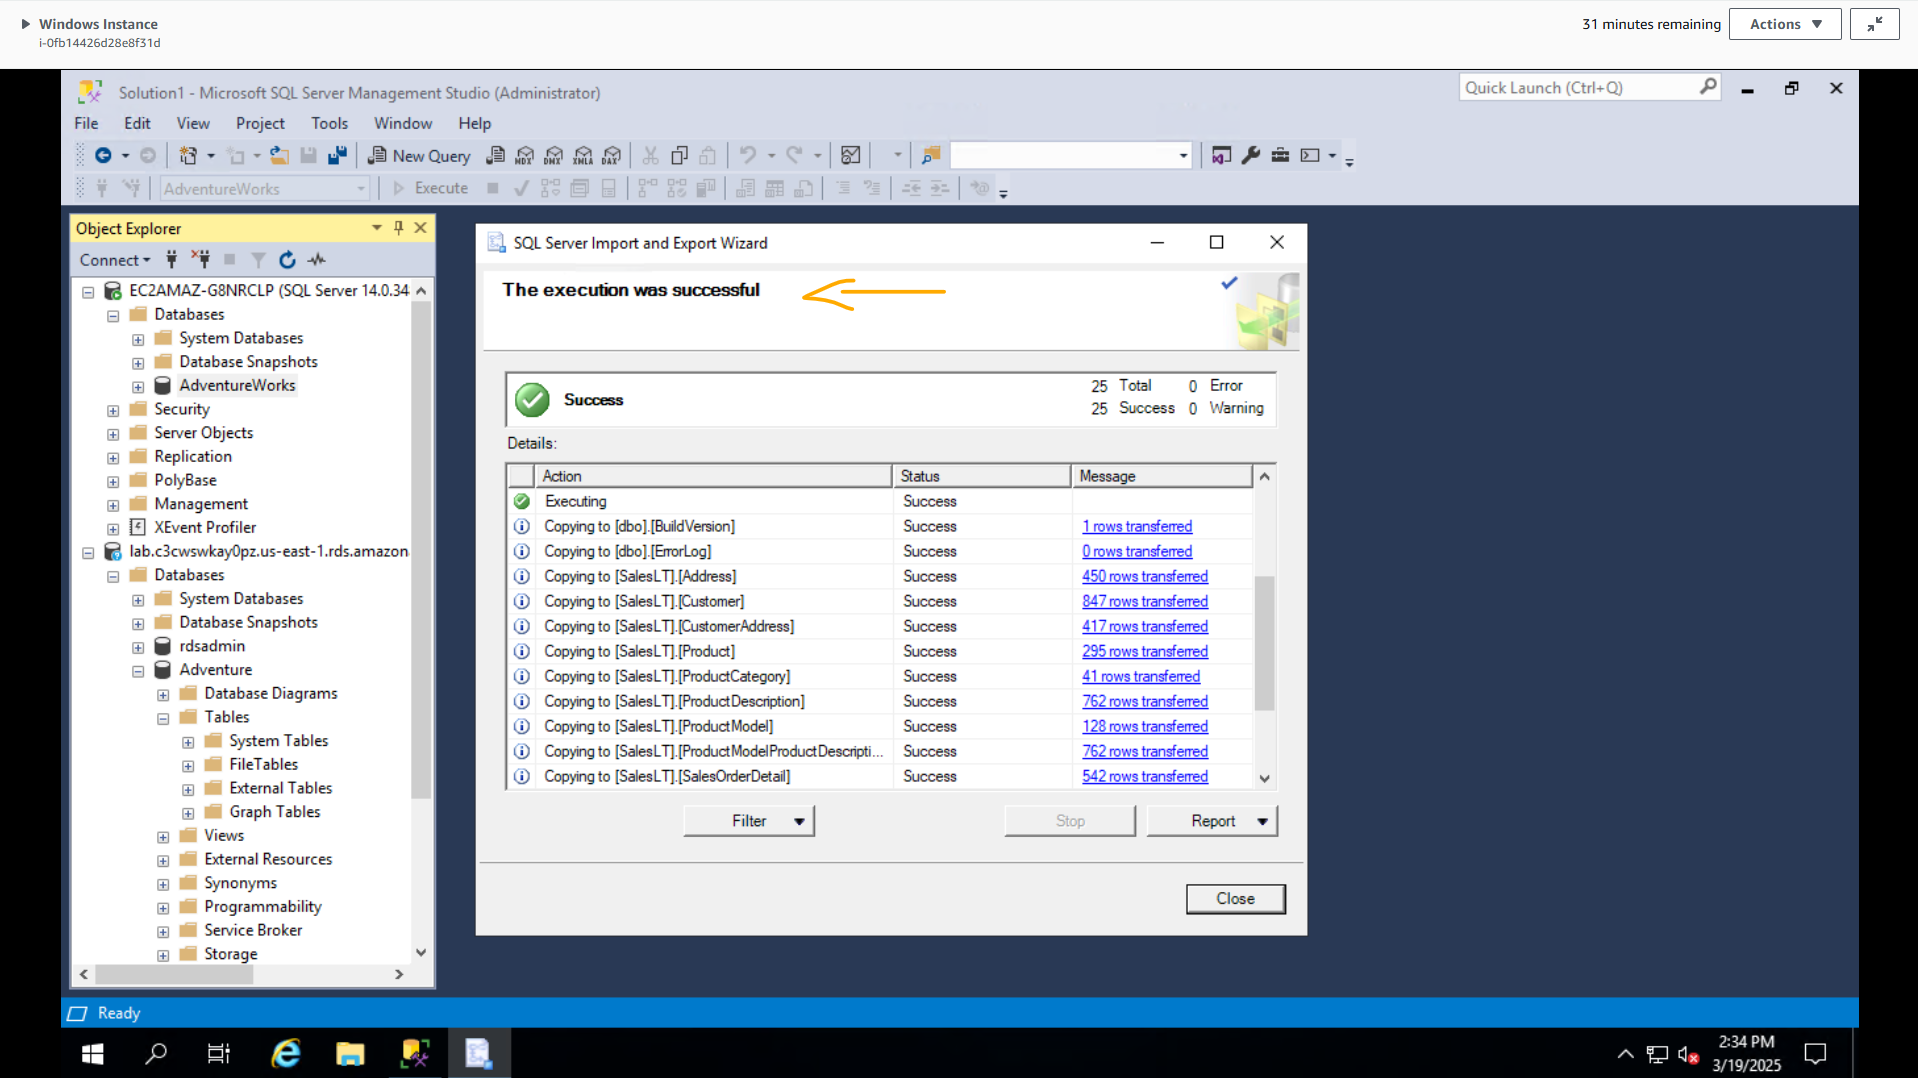 Windows Instance
i-0fb14426d28e8f31d
31 minutes remaining
Actions
Solution1 - Microsoft SQL Server Management Studio (Administrator)
Quick Launch (Ctrl+Q)
File Edit View Project Tools Window Help
New Query
MDX DMX XMLA DAX
AdventureWorks
Execute
Object Explorer
Connect
EC2AMAZ-G8NRCLP (SQL Server 14.0.34
Databases
System Databases
Database Snapshots
AdventureWorks
Security
Server Objects
Replication
PolyBase
Management
XEvent Profiler
lab.c3cwswkay0pz.us-east-1.rds.amazon
Databases
System Databases
Database Snapshots
rdsadmin
Adventure
Database Diagrams
Tables
System Tables
FileTables
External Tables
Graph Tables
Views
External Resources
Synonyms
Programmability
Service Broker
Storage
SQL Server Import and Export Wizard
The execution was successful
Success
25 Total 0 Error
25 Success 0 Warning
Details:
Action Status Message
Executing Success
Copying to [dbo].[BuildVersion] Success 1 rows transferred
Copying to [dbo].[ErrorLog] Success 0 rows transferred
Copying to [SalesLT].[Address] Success 450 rows transferred
Copying to [SalesLT].[Customer] Success 847 rows transferred
Copying to [SalesLT].[CustomerAddress] Success 417 rows transferred
Copying to [SalesLT].[Product] Success 295 rows transferred
Copying to [SalesLT].[ProductCategory] Success 41 rows transferred
Copying to [SalesLT].[ProductDescription] Success 762 rows transferred
Copying to [SalesLT].[ProductModel] Success 128 rows transferred
Copying to [SalesLT].[ProductModelProductDescripti... Success 762 rows transferred
Copying to [SalesLT].[SalesOrderDetail] Success 542 rows transferred
Filter
Stop
Report
Close
Ready
2:34 PM
3/19/2025